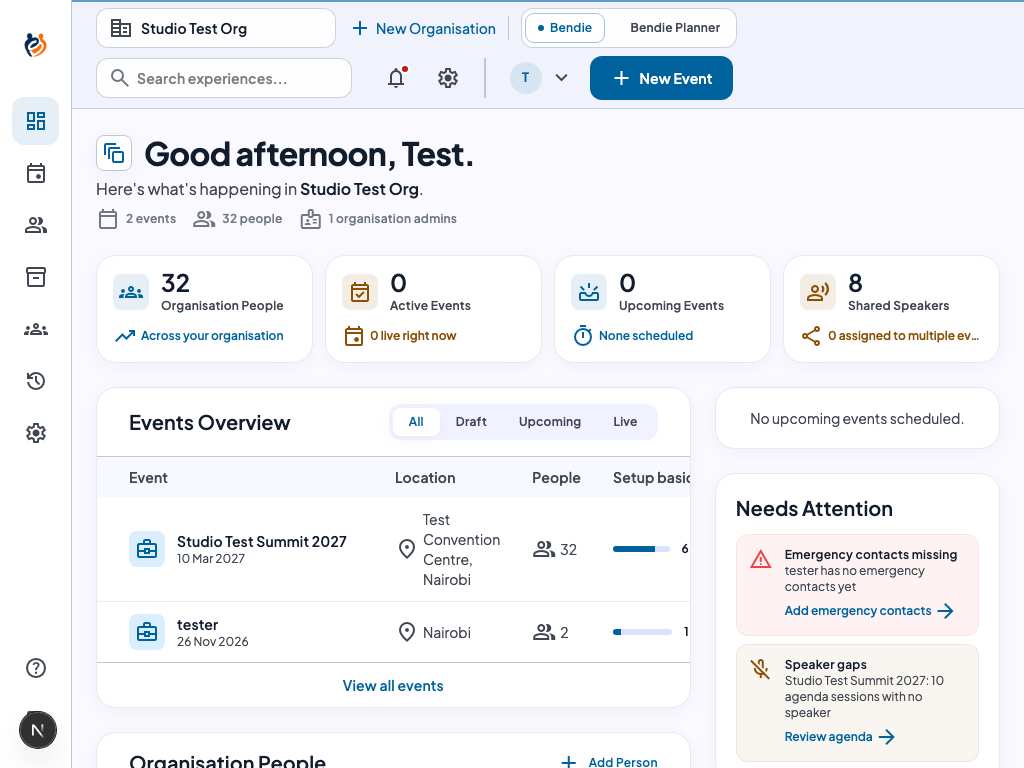 Studio Test Org
New Organisation
Bendie
Bendie Planner
Search experiences...
T
New Event
Good afternoon, Test.
Here's what's happening in Studio Test Org.
2 events
32 people
1 organisation admins
32
Organisation People
Across your organisation
0
Active Events
0 live right now
0
Upcoming Events
None scheduled
8
Shared Speakers
0 assigned to multiple ev...
Events Overview
All
Draft
Upcoming
Live
Event
Location
People
Setup basic
Studio Test Summit 2027
10 Mar 2027
Test
Convention
Centre,
Nairobi
32
6
tester
26 Nov 2026
Nairobi
2
1
View all events
No upcoming events scheduled.
Needs Attention
Emergency contacts missing
tester has no emergency
contacts yet
Add emergency contacts
Speaker gaps
Studio Test Summit 2027: 10
agenda sessions with no
speaker
Review agenda
Organisation People
Add Person
N